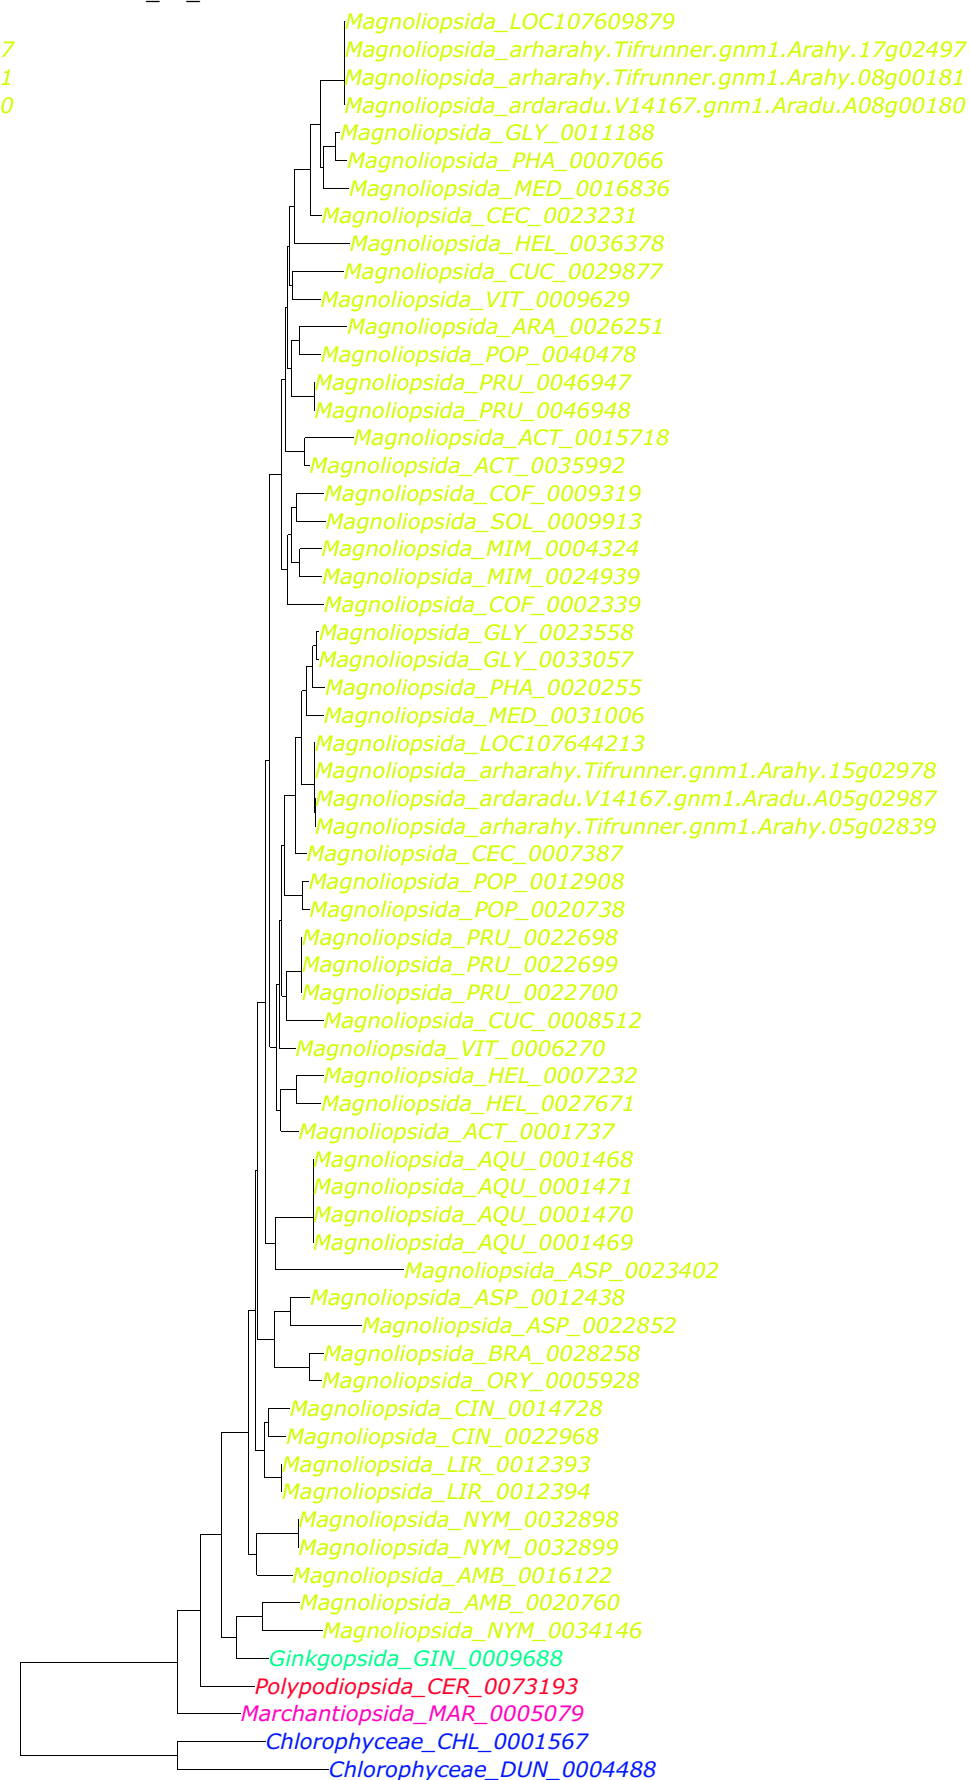 Magnoliopsida_LOC107609879
7 Magnoliopsida_arharahy.Tifrunner.gnm1.Arahy.17g02497
1 Magnoliopsida_arharahy.Tifrunner.gnm1.Arahy.08g00181
0 Magnoliopsida_ardaradu.V14167.gnm1.Aradu.A08g00180
Magnoliopsida_GLY_0011188
Magnoliopsida_PHA_0007066
Magnoliopsida_MED_0016836
Magnoliopsida_CEC_0023231
Magnoliopsida_HEL_0036378
Magnoliopsida_CUC_0029877
Magnoliopsida_VIT_0009629
Magnoliopsida_ARA_0026251
Magnoliopsida_POP_0040478
Magnoliopsida_PRU_0046947
Magnoliopsida_PRU_0046948
Magnoliopsida_ACT_0015718
Magnoliopsida_ACT_0035992
Magnoliopsida_COF_0009319
Magnoliopsida_SOL_0009913
Magnoliopsida_MIM_0004324
Magnoliopsida_MIM_0024939
Magnoliopsida_COF_0002339
Magnoliopsida_GLY_0023558
Magnoliopsida_GLY_0033057
Magnoliopsida_PHA_0020255
Magnoliopsida_MED_0031006
Magnoliopsida_LOC107644213
Magnoliopsida_arharahy.Tifrunner.gnm1.Arahy.15g02978
Magnoliopsida_ardaradu.V14167.gnm1.Aradu.A05g02987
Magnoliopsida_arharahy.Tifrunner.gnm1.Arahy.05g02839
Magnoliopsida_CEC_0007387
Magnoliopsida_POP_0012908
Magnoliopsida_POP_0020738
Magnoliopsida_PRU_0022698
Magnoliopsida_PRU_0022699
Magnoliopsida_PRU_0022700
Magnoliopsida_CUC_0008512
Magnoliopsida_VIT_0006270
Magnoliopsida_HEL_0007232
Magnoliopsida_HEL_0027671
Magnoliopsida_ACT_0001737
Magnoliopsida_AQU_0001468
Magnoliopsida_AQU_0001471
Magnoliopsida_AQU_0001470
Magnoliopsida_AQU_0001469
Magnoliopsida_ASP_0023402
Magnoliopsida_ASP_0012438
Magnoliopsida_ASP_0022852
Magnoliopsida_BRA_0028258
Magnoliopsida_ORY_0005928
Magnoliopsida_CIN_0014728
Magnoliopsida_CIN_0022968
Magnoliopsida_LIR_0012393
Magnoliopsida_LIR_0012394
Magnoliopsida_NYM_0032898
Magnoliopsida_NYM_0032899
Magnoliopsida_AMB_0016122
Magnoliopsida_AMB_0020760
Magnoliopsida_NYM_0034146
Ginkgopsida_GIN_0009688
Polypodiopsida_CER_0073193
Marchantiopsida_MAR_0005079
Chlorophyceae_CHL_0001567
Chlorophyceae_DUN_0004488